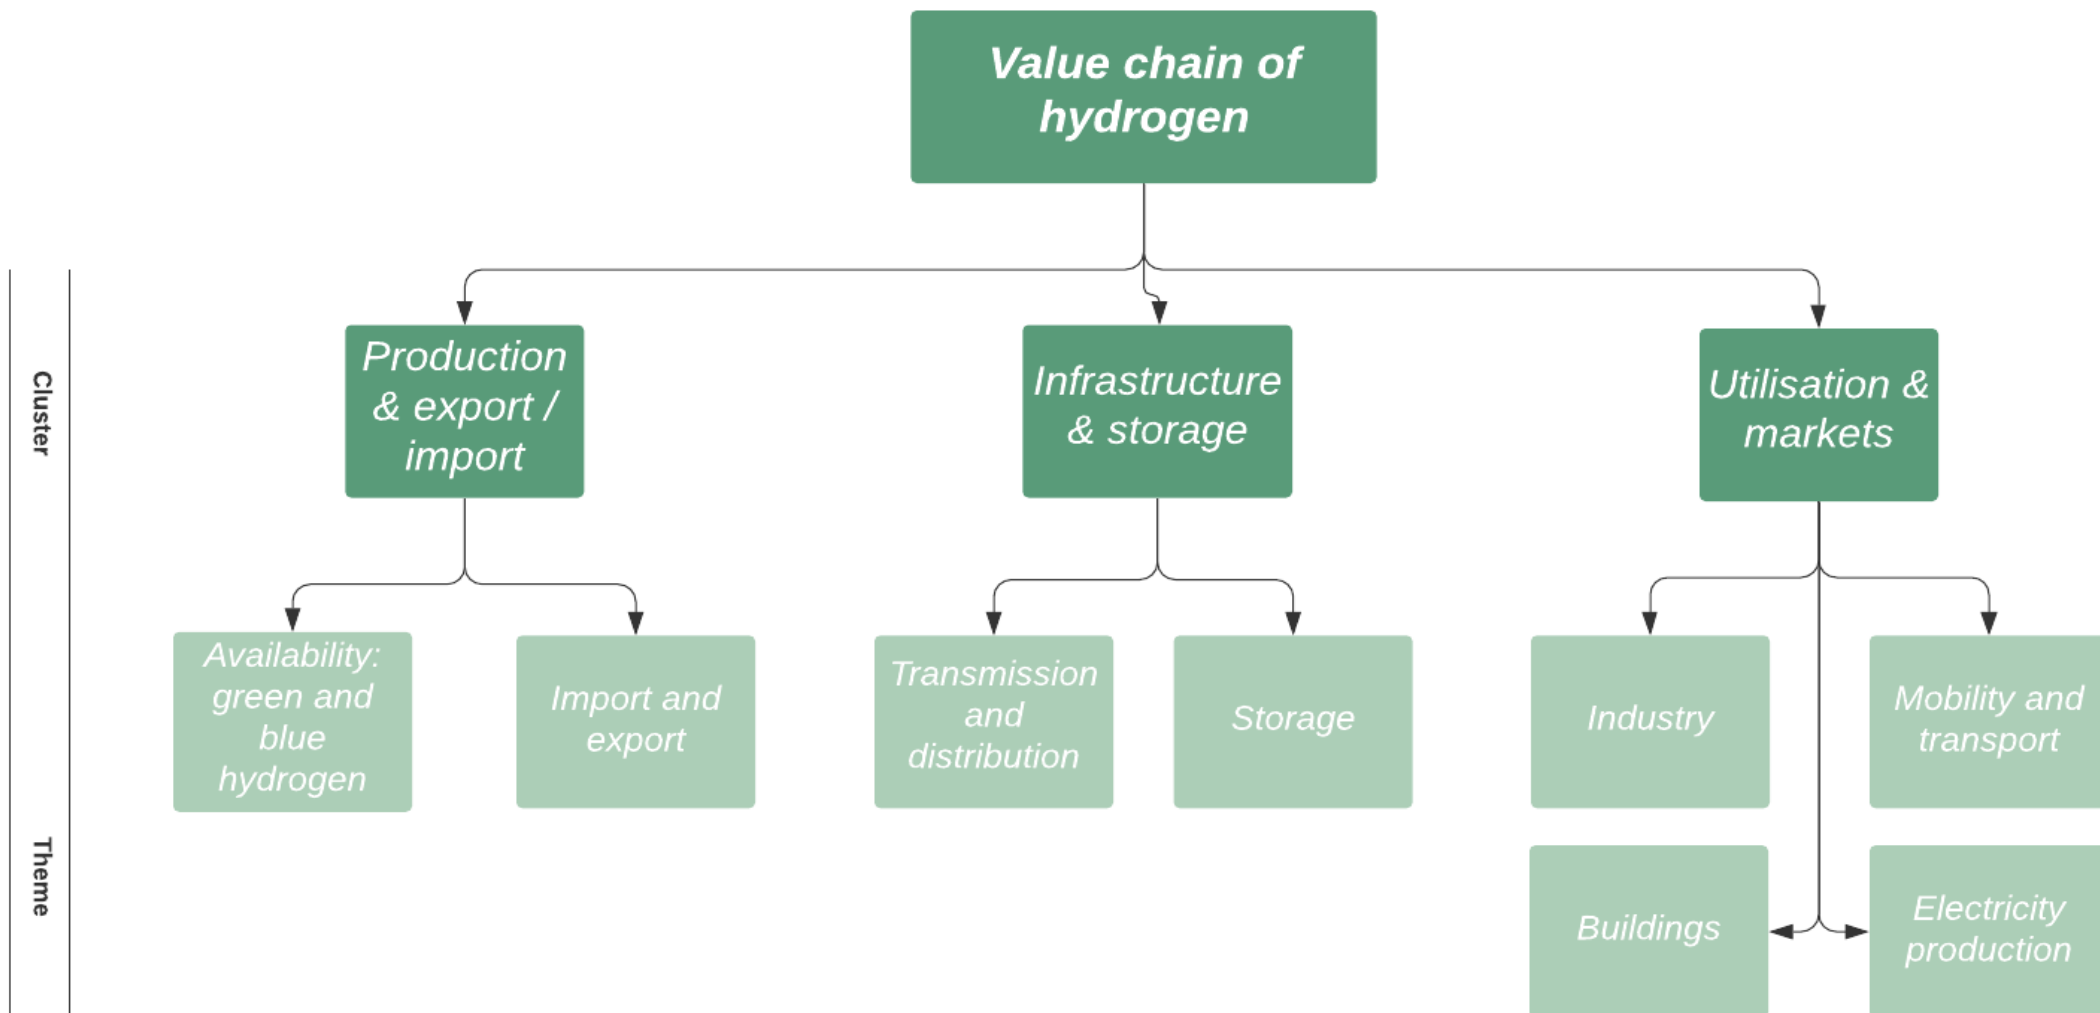 Value chain of
hydrogen
Cluster
Production
& export /
import
Infrastructure
& storage
Utilisation &
markets
Theme
Availability:
green and
blue
hydrogen
Import and
export
Transmission
and
distribution
Storage
Industry
Mobility and
transport
Buildings
Electricity
production